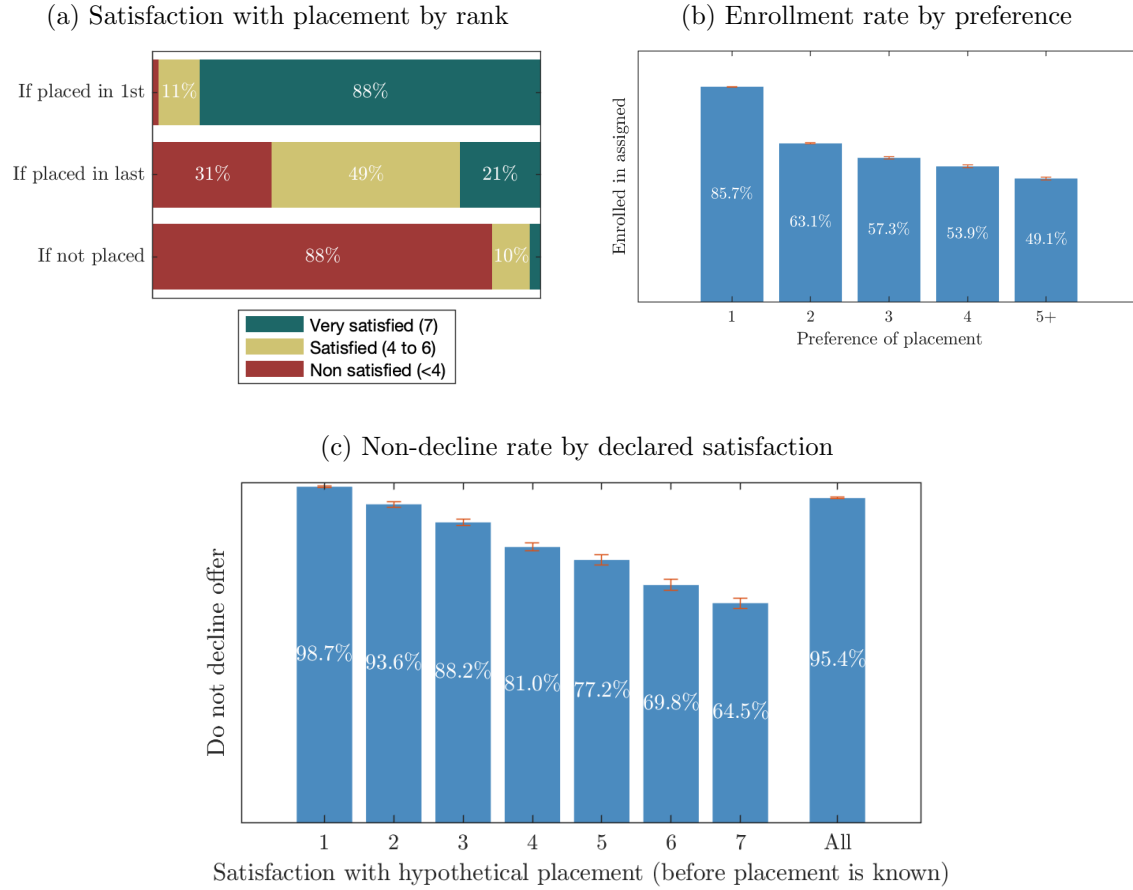 (a) Satisfaction with placement by rank
If placed in 1st
11%
88%
If placed in last
31%
49%
21%
If not placed
88%
10%
Very satisfied (7)
Satisfied (4 to 6)
Non satisfied (<4)
(b) Enrollment rate by preference
Enrolled in assigned
85.7%
63.1%
57.3%
53.9%
49.1%
1
2
3
4
5+
Preference of placement
(c) Non-decline rate by declared satisfaction
Do not decline offer
98.7%
93.6%
88.2%
81.0%
77.2%
69.8%
64.5%
95.4%
1
2
3
4
5
6
7
All
Satisfaction with hypothetical placement (before placement is known)